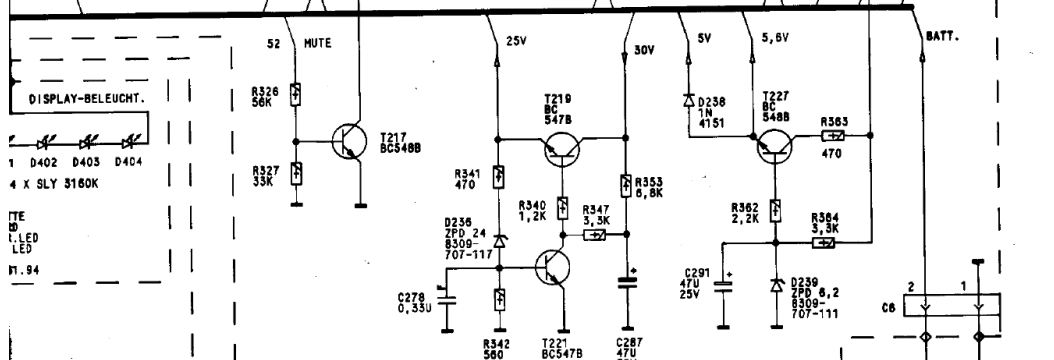 52 MUTE
25V
30V
5V
5,6V
BATT.
R326
56K
DISPLAY-BELEUCHT.
D402 D403 D404
4 X SLY 3160K
LED
LED
.94
T217
BC548B
R327
33K
T219
BC
547B
R341
470
R340
1,2K
R347
3,3K
R353
6,8K
D236
ZPD 24
8309-
707-117
C278
0,33U
R342
560
T221
BC547B
C287
47U
D238
1N
4151
T227
BC
548B
R363
470
R362
2,2K
R364
3,3K
C291
47U
25V
D239
ZPD 6,2
8309-
707-111
2 1
C6